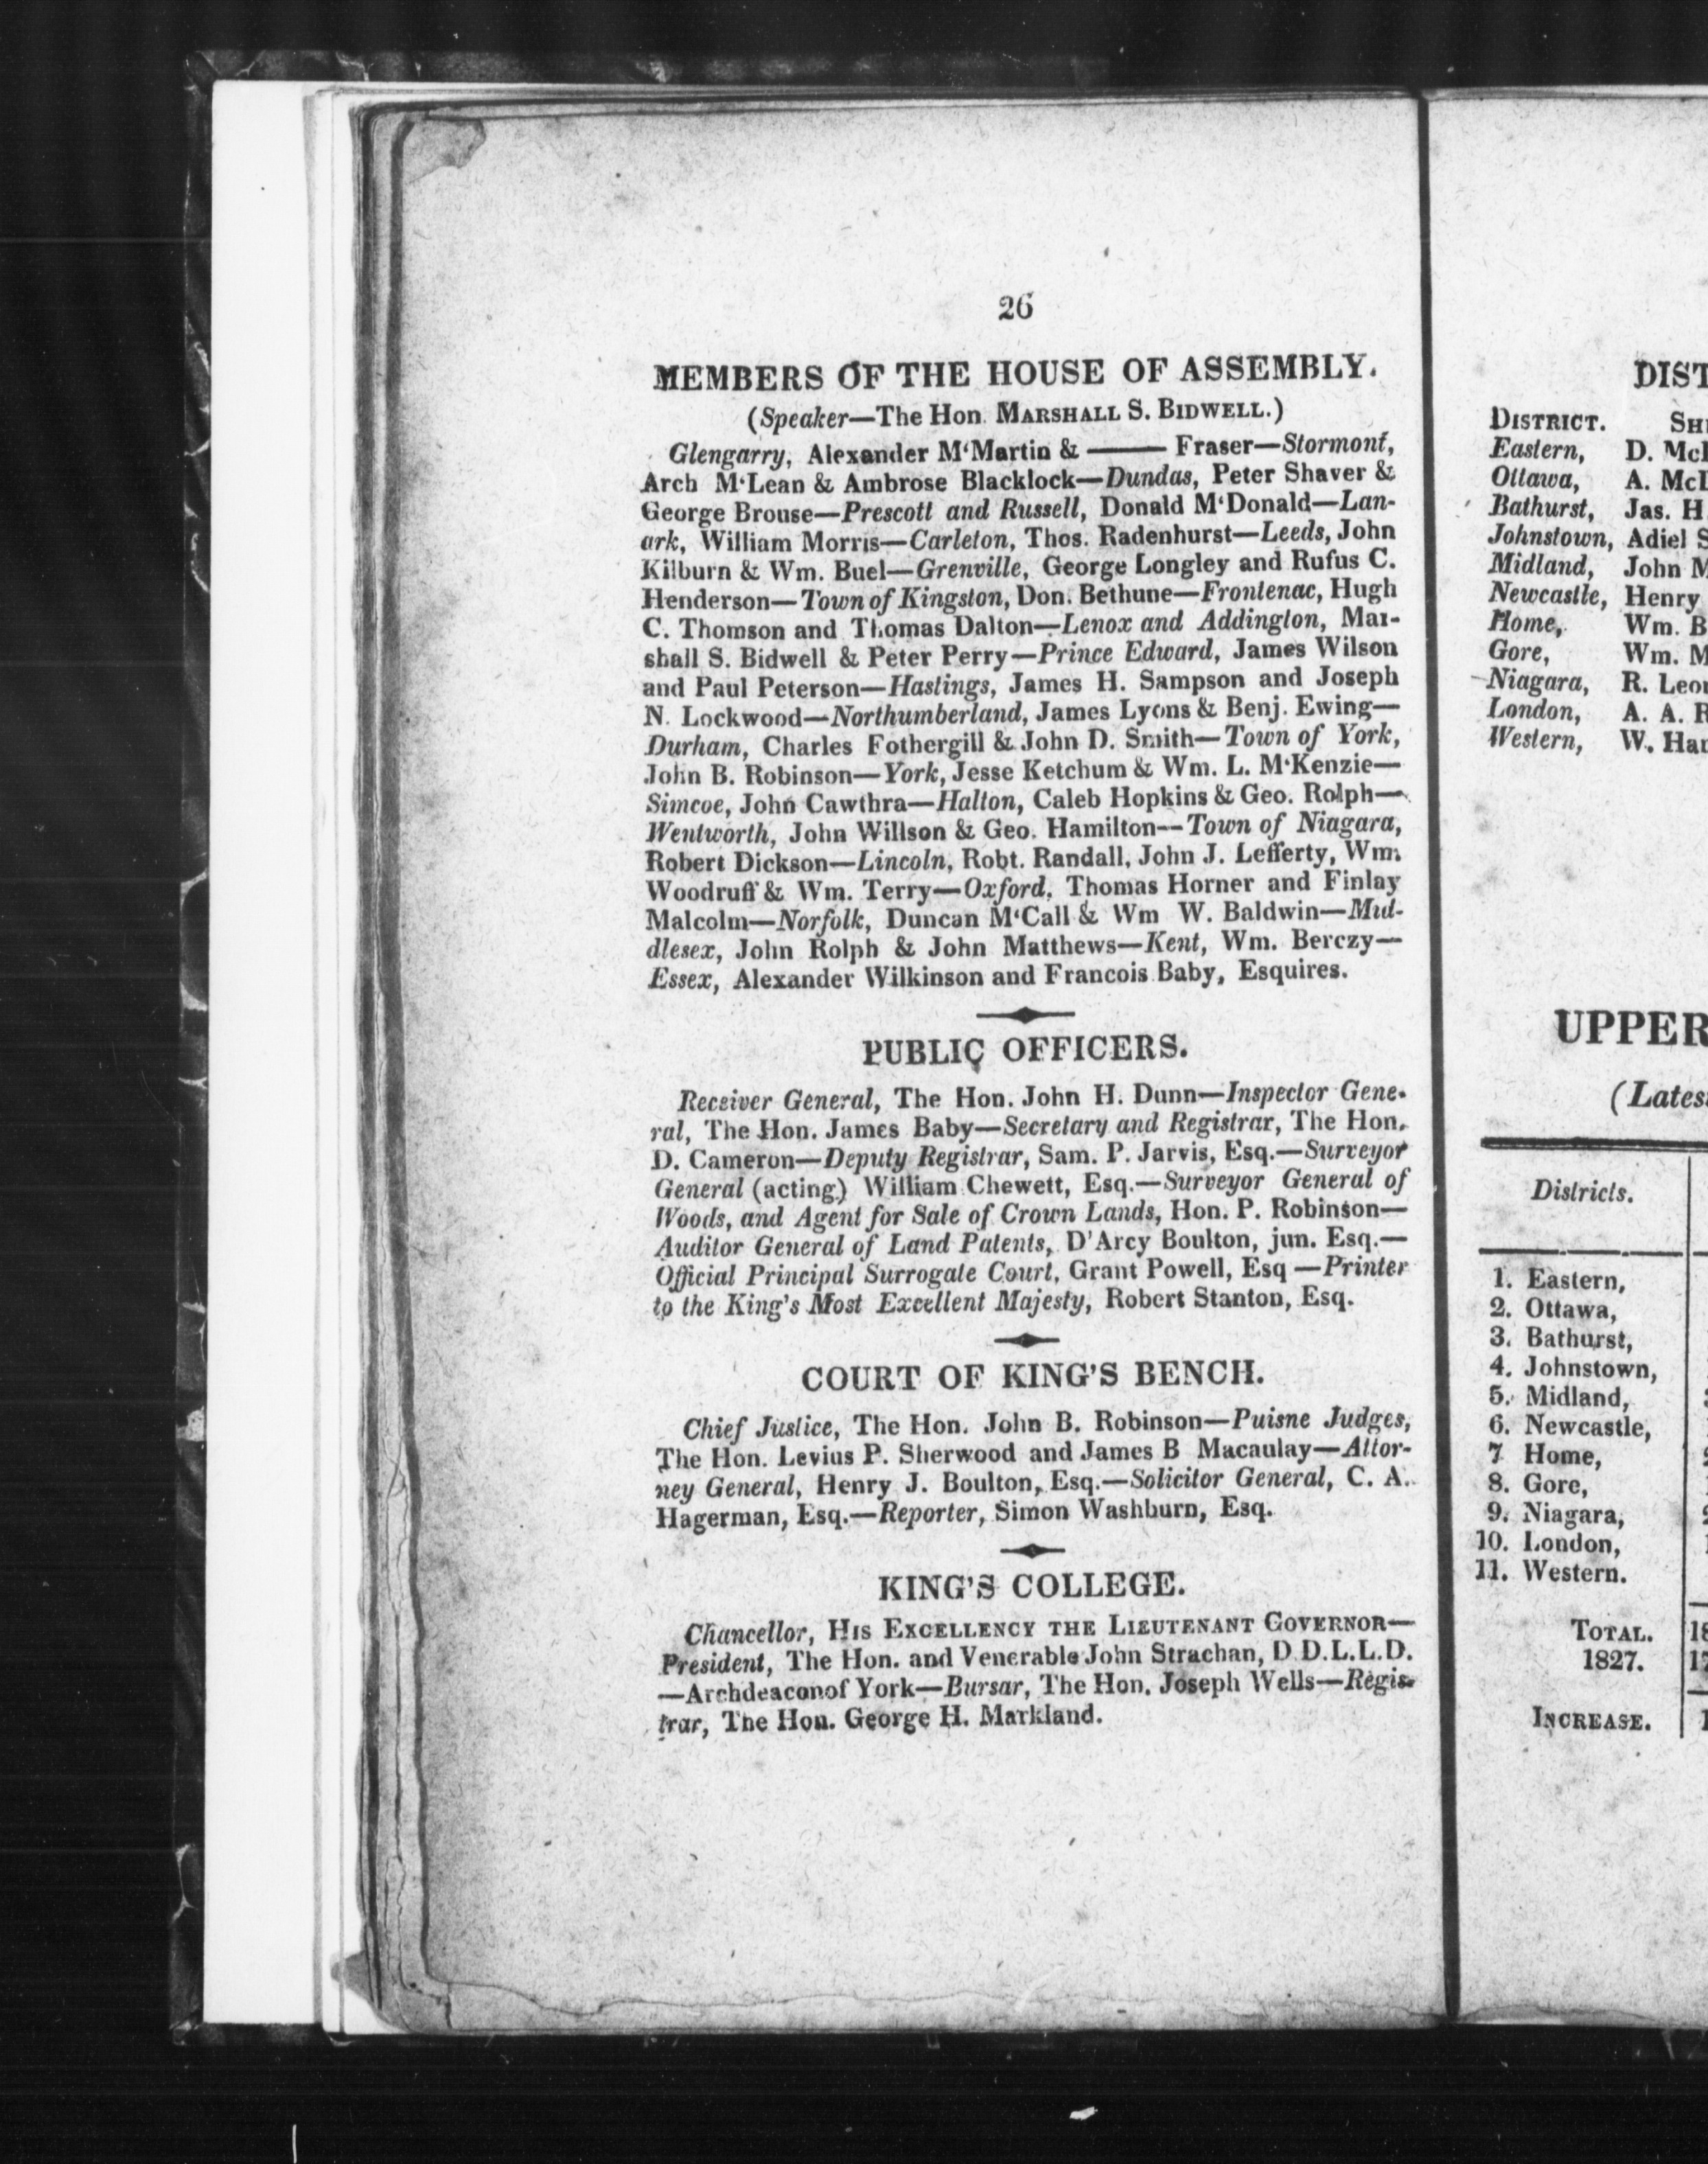 26
MEMBERS OF THE HOUSE OF ASSEMBLY.
(Speaker—The Hon. MARSHALL S. BIDWELL.)
Glengarry, Alexander M‘Martin & ——— Fraser—Stormont,
Arch M‘Lean & Ambrose Blacklock—Dundas, Peter Shaver &
George Brouse—Prescott and Russell, Donald M‘Donald—Lan-
ark, William Morris—Carleton, Thos. Radenhurst—Leeds, John
Kilburn & Wm. Buel—Grenville, George Longley and Rufus C.
Henderson—Town of Kingston, Don. Bethune—Frontenac, Hugh
C. Thomson and Thomas Dalton—Lenox and Addington, Mar-
shall S. Bidwell & Peter Perry—Prince Edward, James Wilson
and Paul Peterson—Hastings, James H. Sampson and Joseph
N. Lockwood—Northumberland, James Lyons & Benj. Ewing—
Durham, Charles Fothergill & John D. Smith—Town of York,
John B. Robinson—York, Jesse Ketchum & Wm. L. M‘Kenzie—
Simcoe, John Cawthra—Halton, Caleb Hopkins & Geo. Rolph—
Wentworth, John Willson & Geo. Hamilton—Town of Niagara,
Robert Dickson—Lincoln, Robt. Randall, John J. Lefferty, Wm.
Woodruff & Wm. Terry—Oxford, Thomas Horner and Finlay
Malcolm—Norfolk, Duncan M‘Call & Wm W. Baldwin—Mid-
dlesex, John Rolph & John Matthews—Kent, Wm. Berczy—
Essex, Alexander Wilkinson and Francois Baby, Esquires.
PUBLIC OFFICERS.
Receiver General, The Hon. John H. Dunn—Inspector Gene-
ral, The Hon. James Baby—Secretary and Registrar, The Hon.
D. Cameron—Deputy Registrar, Sam. P. Jarvis, Esq.—Surveyor
General (acting) William Chewett, Esq.—Surveyor General of
Woods, and Agent for Sale of Crown Lands, Hon. P. Robinson—
Auditor General of Land Patents, D'Arcy Boulton, jun. Esq.—
Official Principal Surrogate Court, Grant Powell, Esq —Printer
to the King's Most Excellent Majesty, Robert Stanton, Esq.
COURT OF KING'S BENCH.
Chief Justice, The Hon. John B. Robinson—Puisne Judges,
The Hon. Levius P. Sherwood and James B Macaulay—Attor-
ney General, Henry J. Boulton, Esq.—Solicitor General, C. A.
Hagerman, Esq.—Reporter, Simon Washburn, Esq.
KING'S COLLEGE.
Chancellor, HIS EXCELLENCY THE LIEUTENANT GOVERNOR—
President, The Hon. and Venerable John Strachan, D D.L.L.D.
—Archdeacon of York—Bursar, The Hon. Joseph Wells—Regis-
trar, The Hon. George H. Markland.
DIST
DISTRICT. SH
Eastern, D. Mc
Ottawa, A. Mc
Bathurst, Jas. H
Johnstown, Adiel S
Midland, John M
Newcastle, Henry
Home, Wm. B
Gore, Wm. M
Niagara, R. Leo
London, A. A. R
Western, W. Ha
UPPER
(Lates
Districts.
1. Eastern,
2. Ottawa,
3. Bathurst,
4. Johnstown,
5. Midland,
6. Newcastle,
7 Home,
8. Gore,
9. Niagara,
10. London,
11. Western.
TOTAL. 18
1827. 17
INCREASE. 1